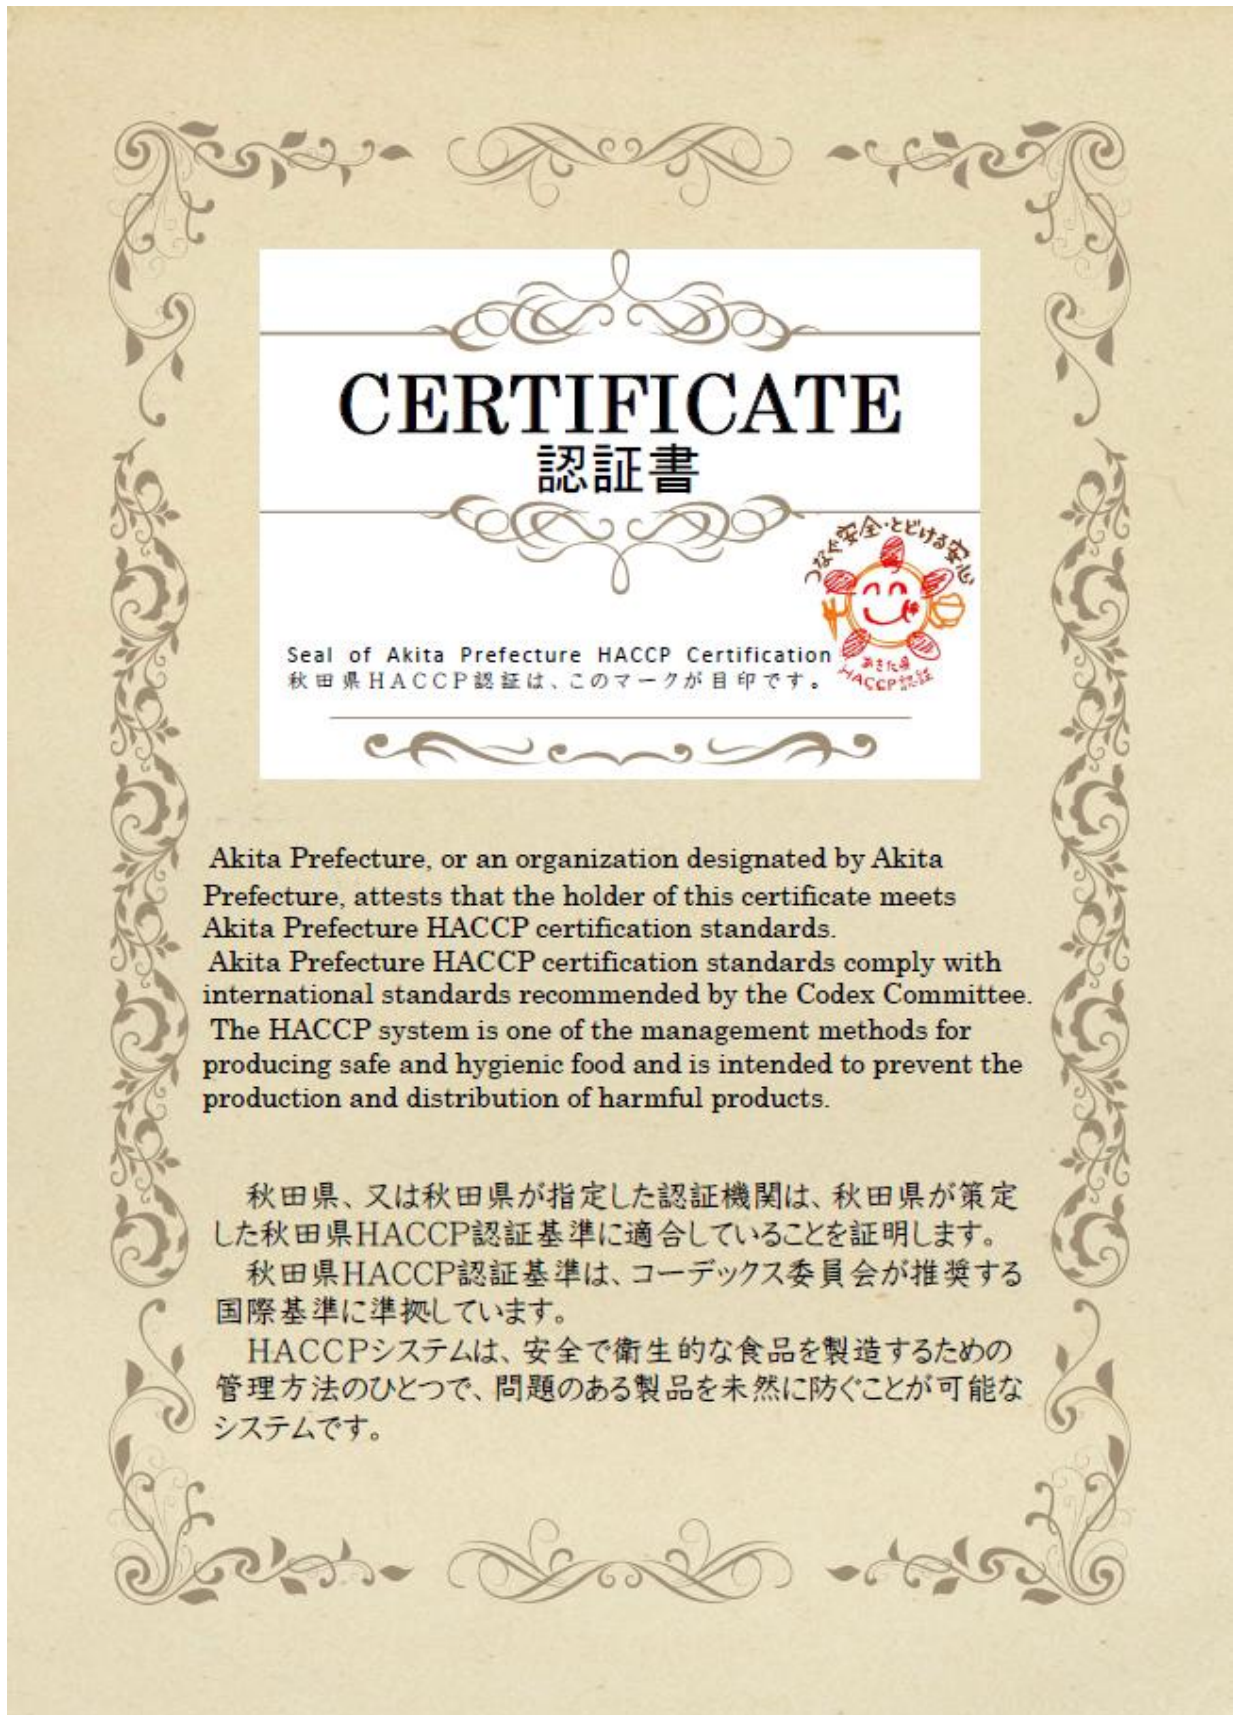 CERTIFICATE
認証書
つなぐ安全・とどける安心
あきた県
HACCP認証
Seal of Akita Prefecture HACCP Certification
秋田県HACCP認証は、このマークが目印です。
Akita Prefecture, or an organization designated by Akita
Prefecture, attests that the holder of this certificate meets
Akita Prefecture HACCP certification standards.
Akita Prefecture HACCP certification standards comply with
international standards recommended by the Codex Committee.
The HACCP system is one of the management methods for
producing safe and hygienic food and is intended to prevent the
production and distribution of harmful products.
秋田県、又は秋田県が指定した認証機関は、秋田県が策定
した秋田県HACCP認証基準に適合していることを証明します。
秋田県HACCP認証基準は、コーデックス委員会が推奨する
国際基準に準拠しています。
HACCPシステムは、安全で衛生的な食品を製造するための
管理方法のひとつで、問題のある製品を未然に防ぐことが可能な
システムです。